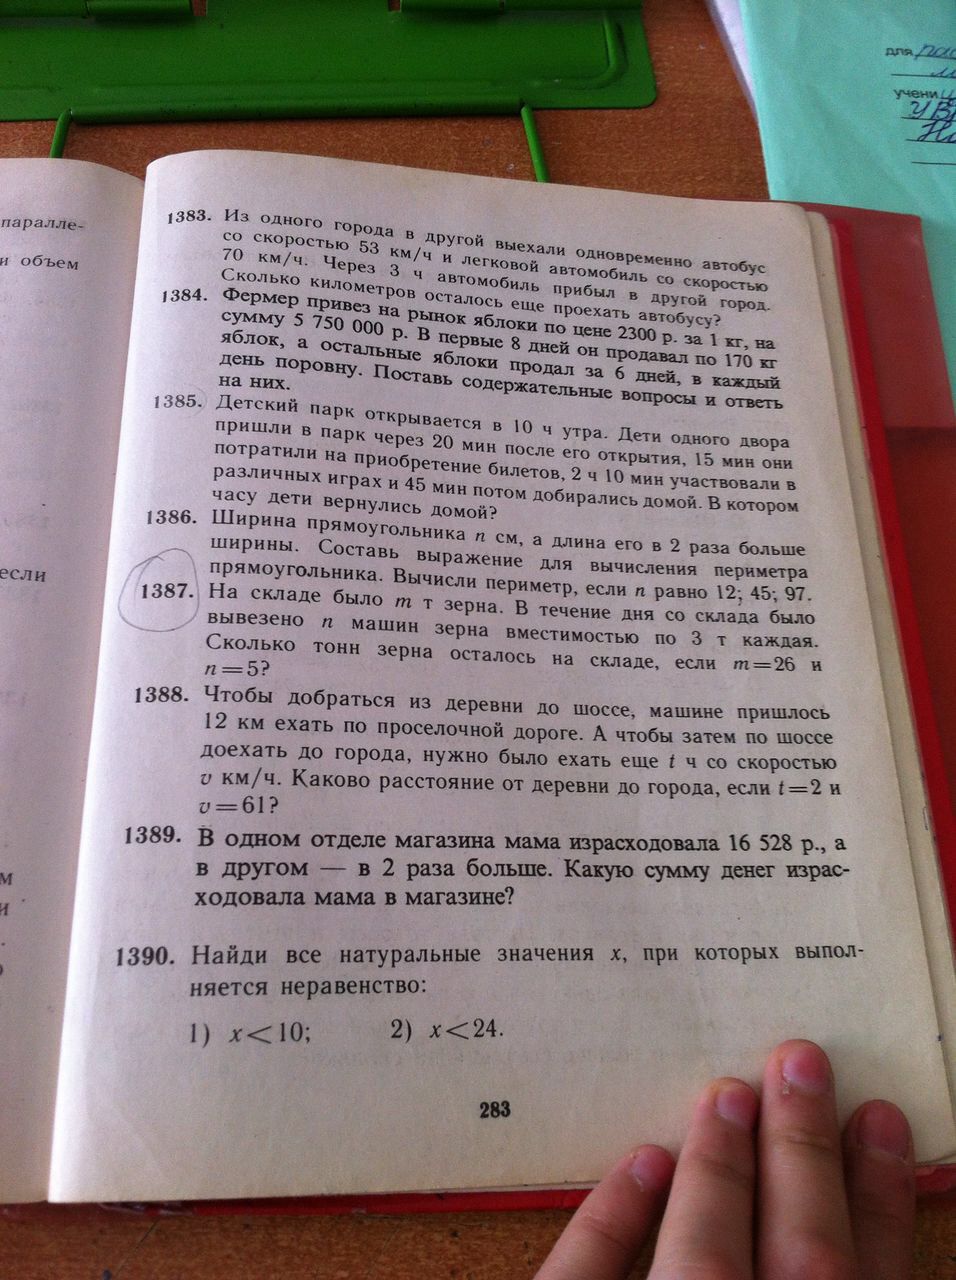 для
учени
паралле-
и объем
если
м
и
1383. Из одного города в другой выехали одновременно автобус
со скоростью 53 км/ч и легковой автомобиль со скоростью
70 км/ч. Через 3 ч автомобиль прибыл в другой город.
Сколько километров осталось еще проехать автобусу?
1384. Фермер привез на рынок яблоки по цене 2300 р. за 1 кг, на
сумму 5 750 000 р. В первые 8 дней он продавал по 170 кг
яблок, а остальные яблоки продал за 6 дней, в каждый
день поровну. Поставь содержательные вопросы и ответь
на них.
1385. Детский парк открывается в 10 ч утра. Дети одного двора
пришли в парк через 20 мин после его открытия, 15 мин они
потратили на приобретение билетов, 2 ч 10 мин участвовали в
различных играх и 45 мин потом добирались домой. В котором
часу дети вернулись домой?
1386. Ширина прямоугольника n см, а длина его в 2 раза больше
ширины. Составь выражение для вычисления периметра
прямоугольника. Вычисли периметр, если n равно 12; 45; 97.
1387. На складе было m т зерна. В течение дня со склада было
вывезено n машин зерна вместимостью по 3 т каждая.
Сколько тонн зерна осталось на складе, если m=26 и
n=5?
1388. Чтобы добраться из деревни до шоссе, машине пришлось
12 км ехать по проселочной дороге. А чтобы затем по шоссе
доехать до города, нужно было ехать еще t ч со скоростью
v км/ч. Каково расстояние от деревни до города, если t=2 и
v=61?
1389. В одном отделе магазина мама израсходовала 16 528 р., а
в другом — в 2 раза больше. Какую сумму денег израс-
ходовала мама в магазине?
1390. Найди все натуральные значения x, при которых выпол-
няется неравенство:
1) x<10; 2) x<24.
283